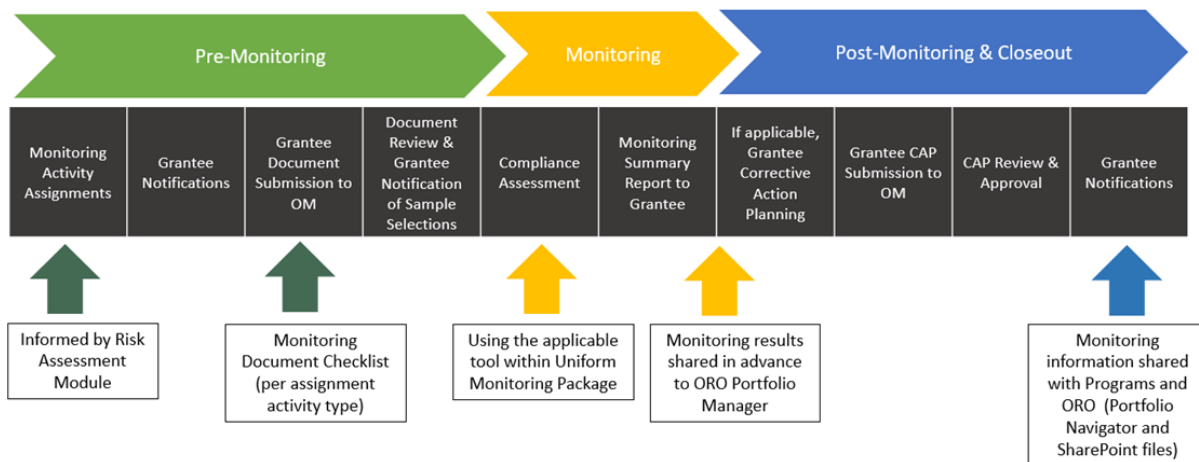 Pre-Monitoring
Monitoring
Post-Monitoring & Closeout
Monitoring
Activity
Assignments
Grantee
Notifications
Grantee
Document
Submission to
OM
Document
Review &
Grantee
Notification
of Sample
Selections
Compliance
Assessment
Monitoring
Summary
Report to
Grantee
If applicable,
Grantee
Corrective
Action
Planning
Grantee CAP
Submission to
OM
CAP Review &
Approval
Grantee
Notifications
Informed by Risk
Assessment
Module
Monitoring
Document Checklist
(per assignment
activity type)
Using the applicable
tool within Uniform
Monitoring Package
Monitoring results
shared in advance
to ORO Portfolio
Manager
Monitoring
information shared
with Programs and
ORO (Portfolio
Navigator and
SharePoint files)